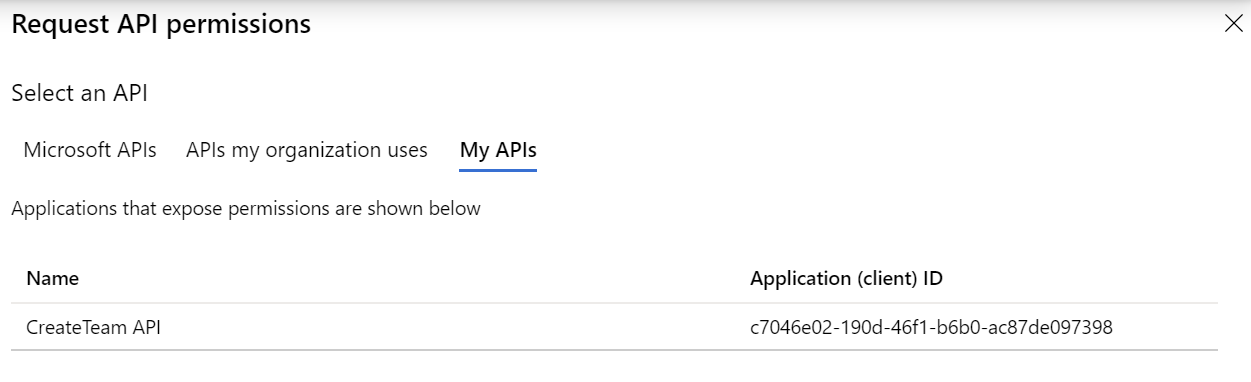 Request API permissions
Select an API
Microsoft APIs APIs my organization uses My APIs
Applications that expose permissions are shown below
Name Application (client) ID
CreateTeam API c7046e02-190d-46f1-b6b0-ac87de097398